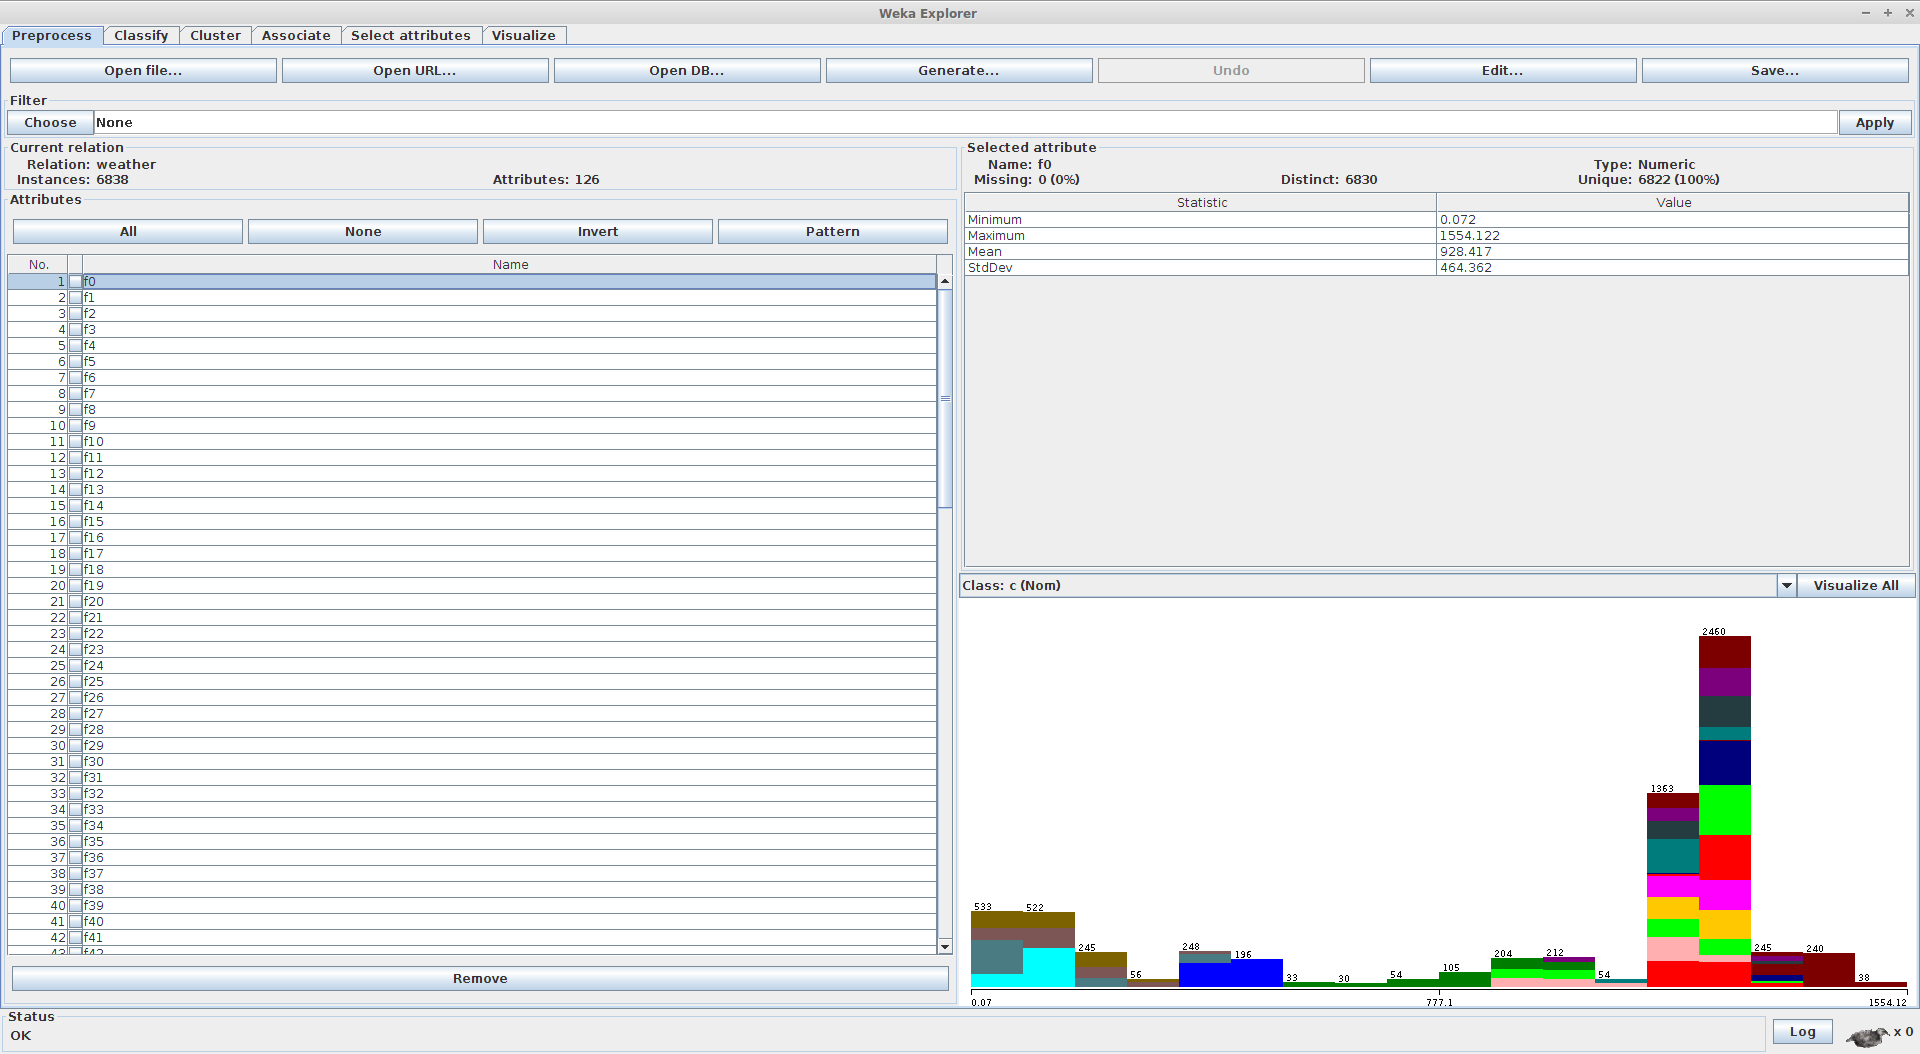 Weka Explorer
Preprocess Classify Cluster Associate Select attributes Visualize
Open file... Open URL... Open DB... Generate... Undo Edit... Save...
Filter
Choose None Apply
Current relation
Relation: weather
Instances: 6838 Attributes: 126
Attributes
All None Invert Pattern
No. Name
1 f0
2 f1
3 f2
4 f3
5 f4
6 f5
7 f6
8 f7
9 f8
10 f9
11 f10
12 f11
13 f12
14 f13
15 f14
16 f15
17 f16
18 f17
19 f18
20 f19
21 f20
22 f21
23 f22
24 f23
25 f24
26 f25
27 f26
28 f27
29 f28
30 f29
31 f30
32 f31
33 f32
34 f33
35 f34
36 f35
37 f36
38 f37
39 f38
40 f39
41 f40
42 f41
43 f42
Remove
Selected attribute
Name: f0 Type: Numeric
Missing: 0 (0%) Distinct: 6830 Unique: 6822 (100%)
Statistic Value
Minimum 0.072
Maximum 1554.122
Mean 928.417
StdDev 464.362
Class: c (Nom) Visualize All
2460
1363
533 522
245 56 248 196 33 30 54 105 204 212 54 245 240 38
0.07 777.1 1554.12
Status
OK
Log x 0